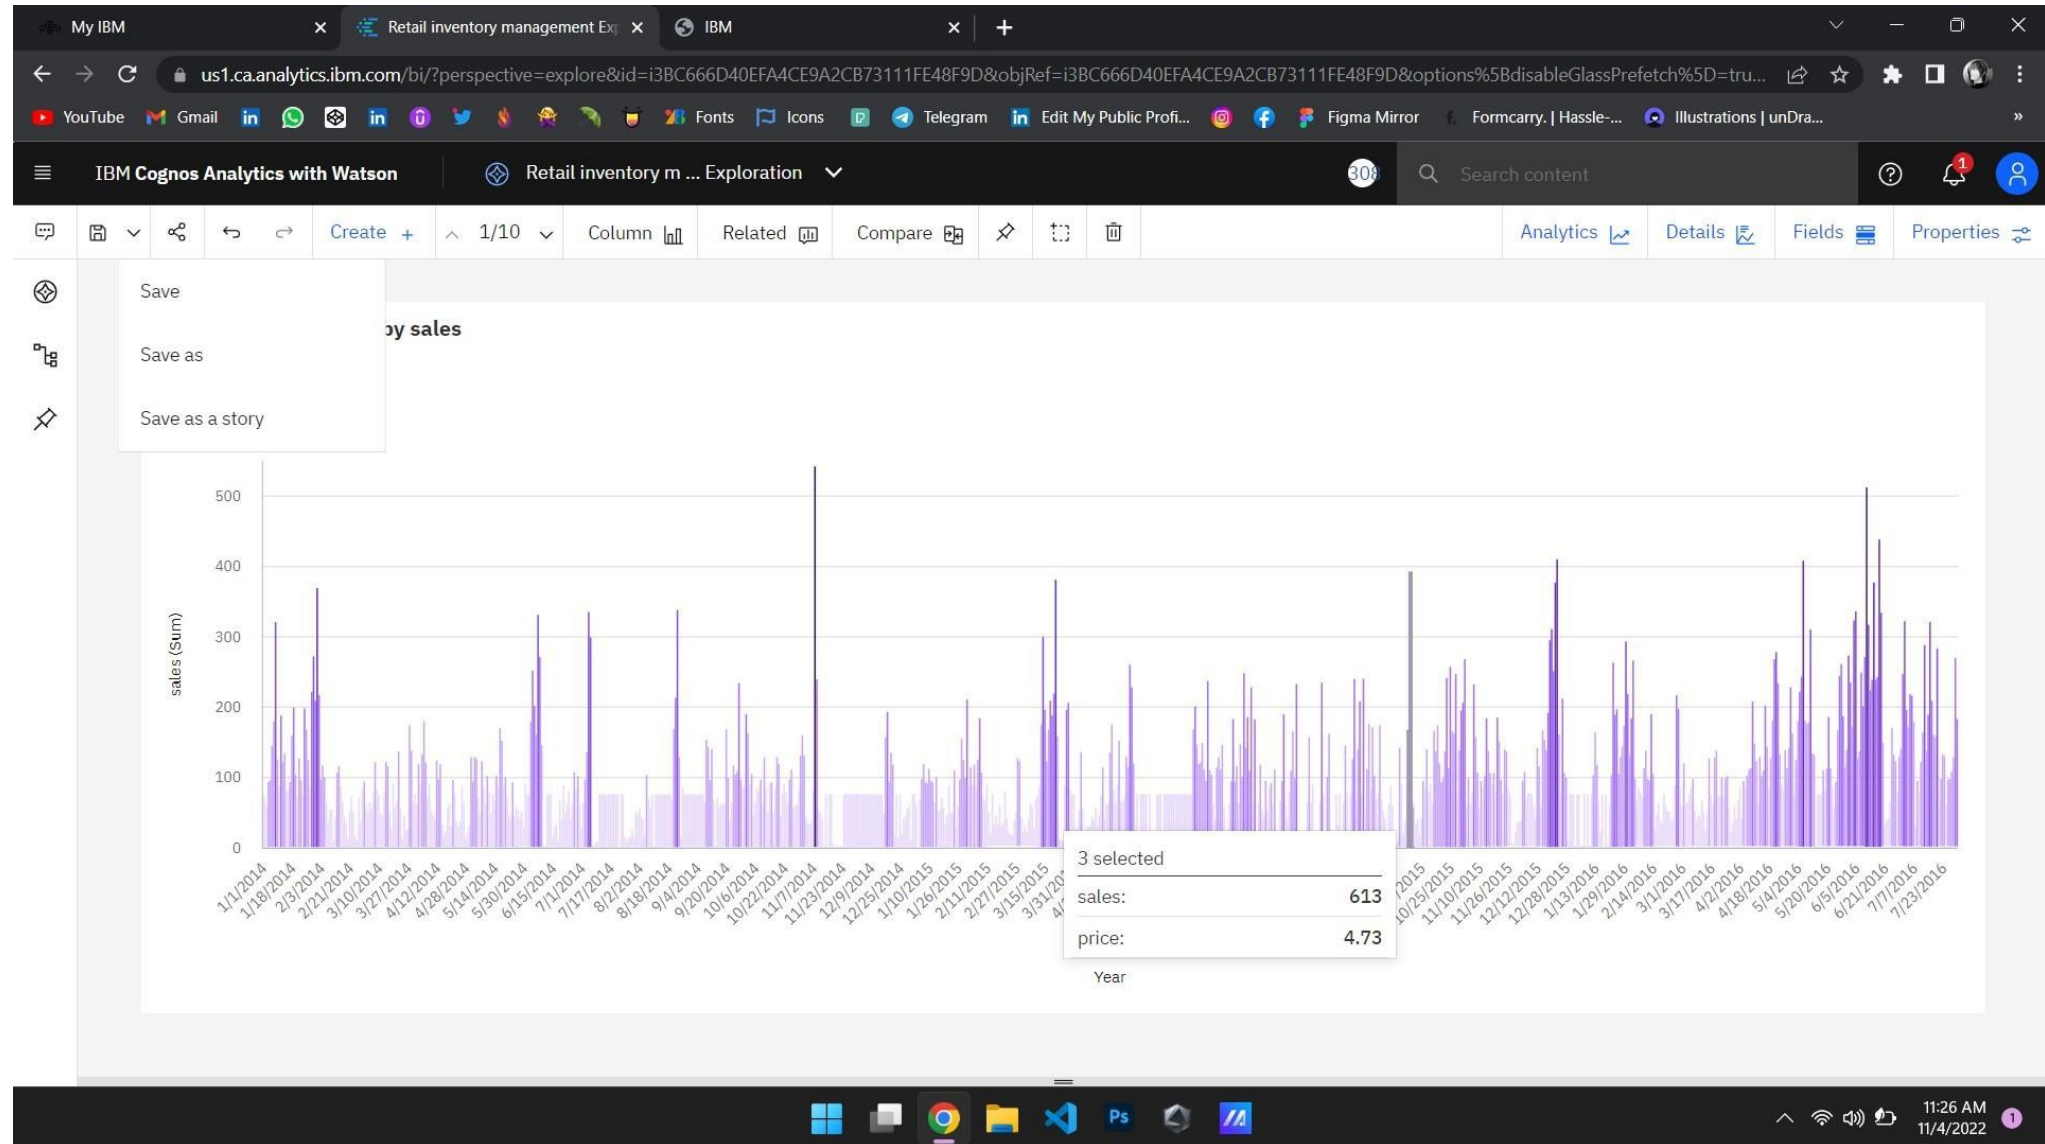 My IBM
Retail inventory management Exp
IBM
us1.ca.analytics.ibm.com/bi/?perspective=explore&id=i3BC666D40EFA4CE9A2CB73111FE48F9D&objRef=i3BC666D40EFA4CE9A2CB73111FE48F9D&options%5BdisableGlassPrefetch%5D=tru...
YouTube Gmail Fonts Icons Telegram Edit My Public Profi... Figma Mirror Formcarry. | Hassle-... Illustrations | unDra... »
IBM Cognos Analytics with Watson Retail inventory m ... Exploration 308 Search content 1
Create + 1/10 Column Related Compare Analytics Details Fields Properties
Save
by sales
Save as
Save as a story
500
400
300
200
100
0
sales (Sum)
1/1/2014 1/18/2014 2/3/2014 2/21/2014 3/10/2014 3/27/2014 4/12/2014 4/28/2014 5/14/2014 5/30/2014 6/15/2014 7/1/2014 7/17/2014 8/2/2014 8/18/2014 9/4/2014 9/20/2014 10/6/2014 10/22/2014 11/7/2014 11/23/2014 12/9/2014 12/25/2014 1/10/2015 1/26/2015 2/11/2015 2/27/2015 3/15/2015 10/25/2015 11/10/2015 11/26/2015 12/12/2015 12/28/2015 1/13/2016 1/29/2016 2/14/2016 3/1/2016 3/17/2016 4/2/2016 4/18/2016 5/4/2016 5/20/2016 6/5/2016 6/21/2016 7/7/2016 7/23/2016
3 selected
sales: 613
price: 4.73
Year
Ps
11:26 AM
11/4/2022
1